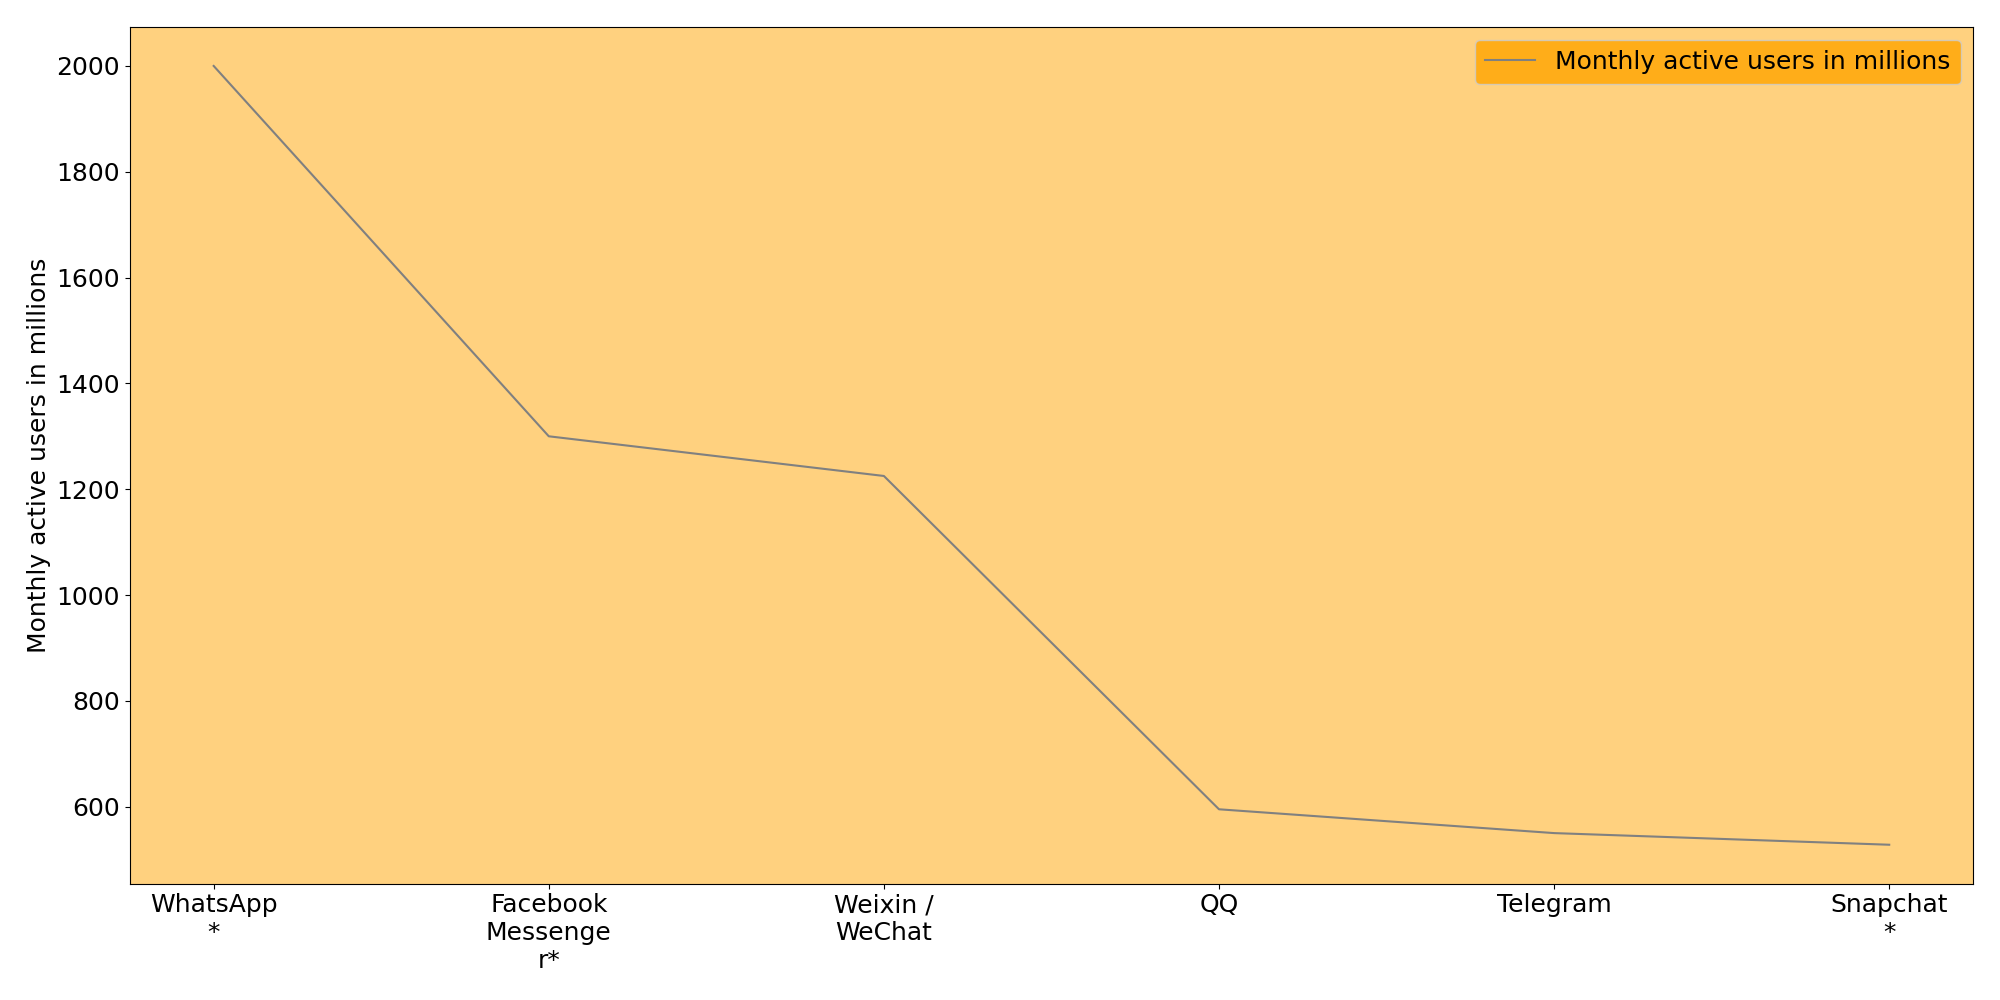 Monthly active users in millions
Monthly active users in millions
2000
1800
1600
1400
1200
1000
800
600
WhatsApp
*
Facebook
Messenge
r*
Weixin /
WeChat
QQ
Telegram
Snapchat
*